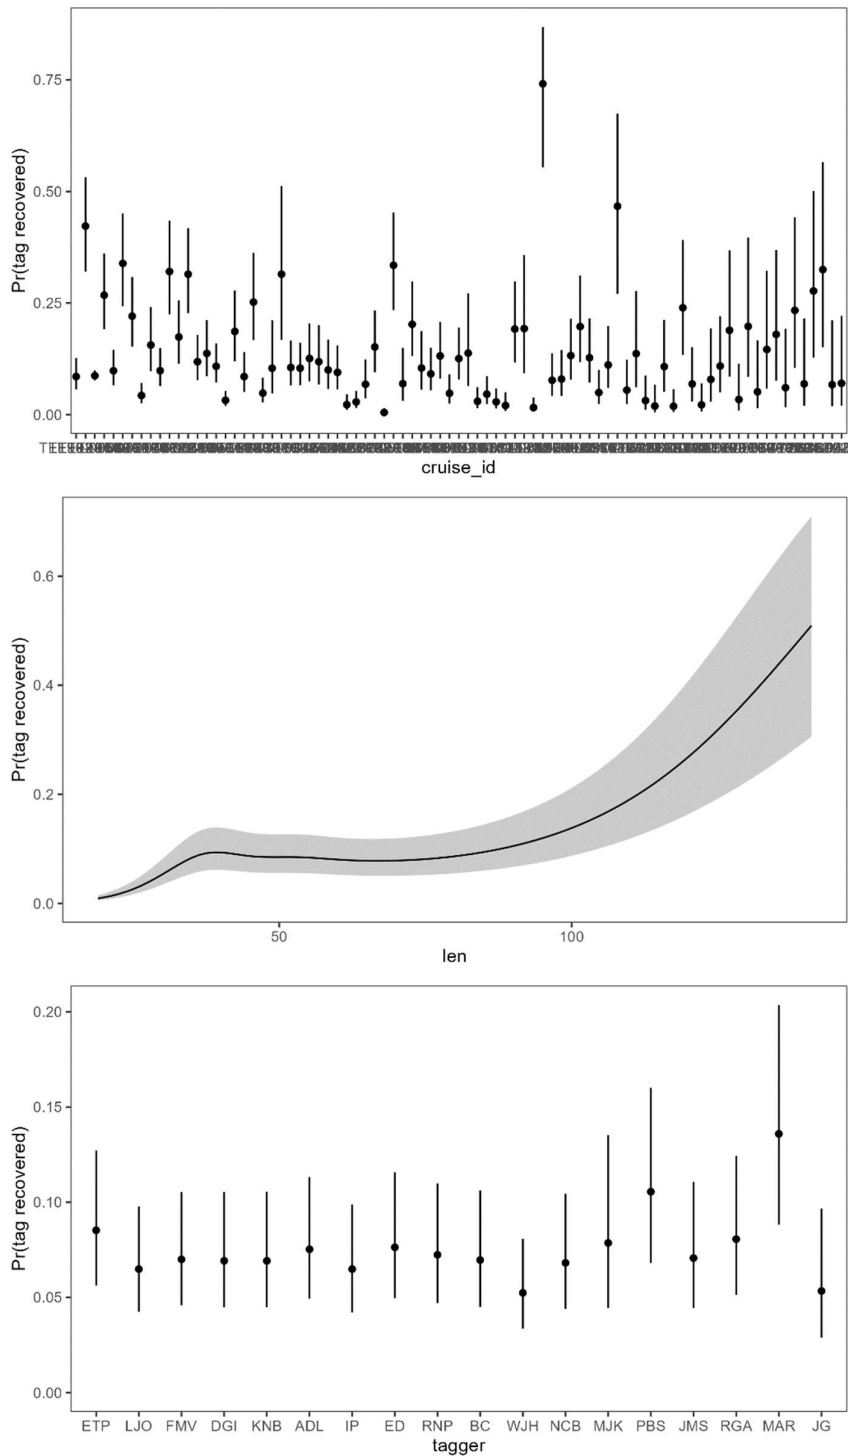 0.75
0.50
0.25
0.00
Pr(tag recovered)
cruise_id
0.6
0.4
0.2
0.0
Pr(tag recovered)
50 100
len
0.20
0.15
0.10
0.05
0.00
Pr(tag recovered)
ETP LJO FMV DGI KNB ADL IP ED RNP BC WJH NCB MJK PBS JMS RGA MAR JG
tagger